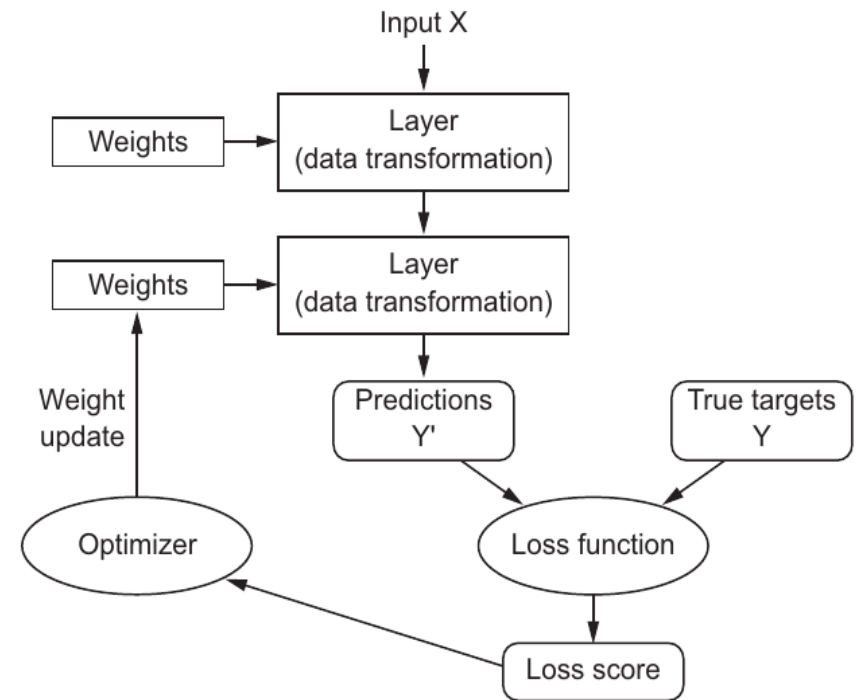 Input X
Layer
(data transformation)
Weights
Layer
(data transformation)
Weights
Predictions
Y'
True targets
Y
Weight
update
Optimizer
Loss function
Loss score